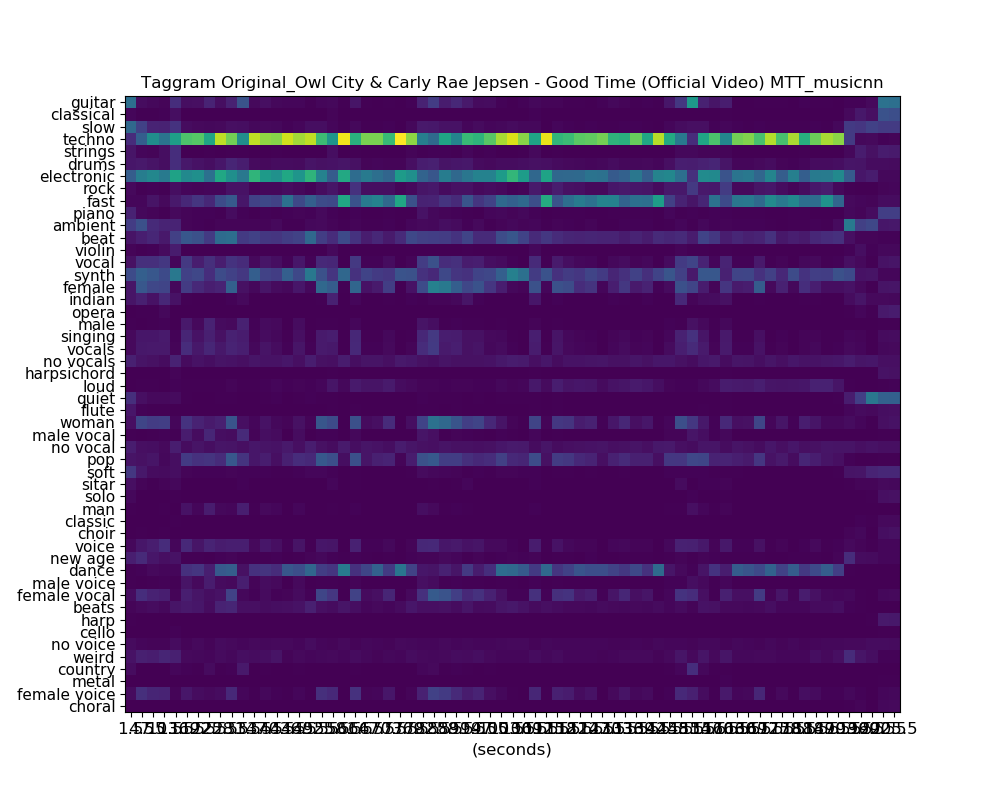 Taggram Original_Owl City & Carly Rae Jepsen - Good Time (Official Video) MTT_musicnn
guitar
classical
slow
techno
strings
drums
electronic
rock
fast
piano
ambient
beat
violin
vocal
synth
female
indian
opera
male
singing
vocals
no vocals
harpsichord
loud
quiet
flute
woman
male vocal
no vocal
pop
soft
sitar
solo
man
classic
choir
voice
new age
dance
male voice
female vocal
beats
harp
cello
no voice
weird
country
metal
female voice
choral
(seconds)